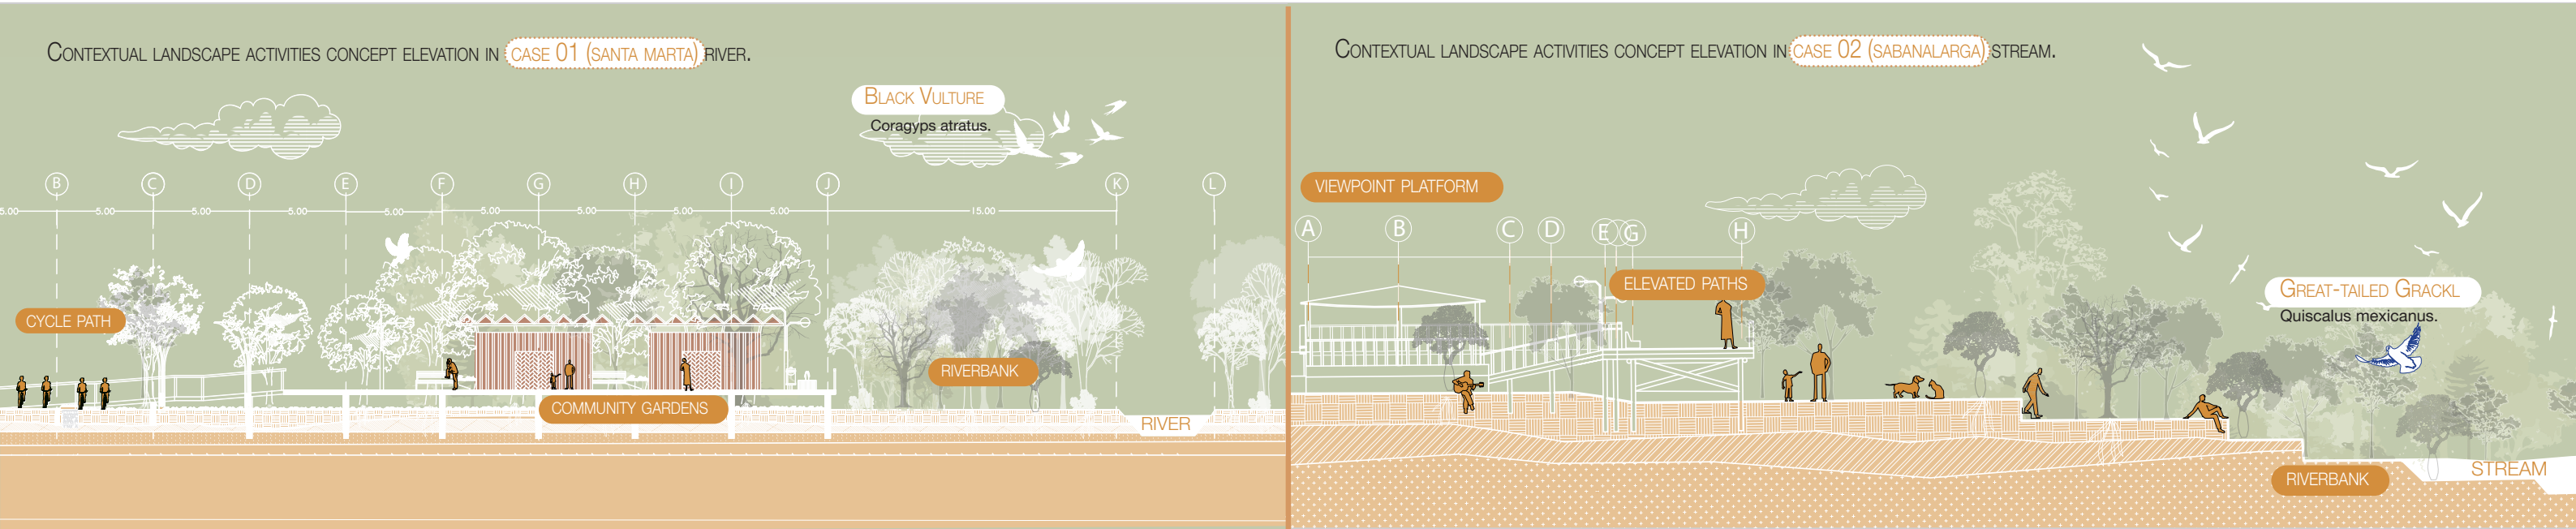 Contextual landscape activities concept elevation in case 01 (santa marta) river.
Black Vulture
Coragyps atratus.
B C D E F G H I J K L
5.00 5.00 5.00 5.00 5.00 5.00 5.00 5.00 5.00 15.00
CYCLE PATH
COMMUNITY GARDENS
RIVERBANK
RIVER
Contextual landscape activities concept elevation in case 02 (sabanalarga) stream.
VIEWPOINT PLATFORM
A B C D E G H
ELEVATED PATHS
Great-tailed Grackl
Quiscalus mexicanus.
STREAM
RIVERBANK